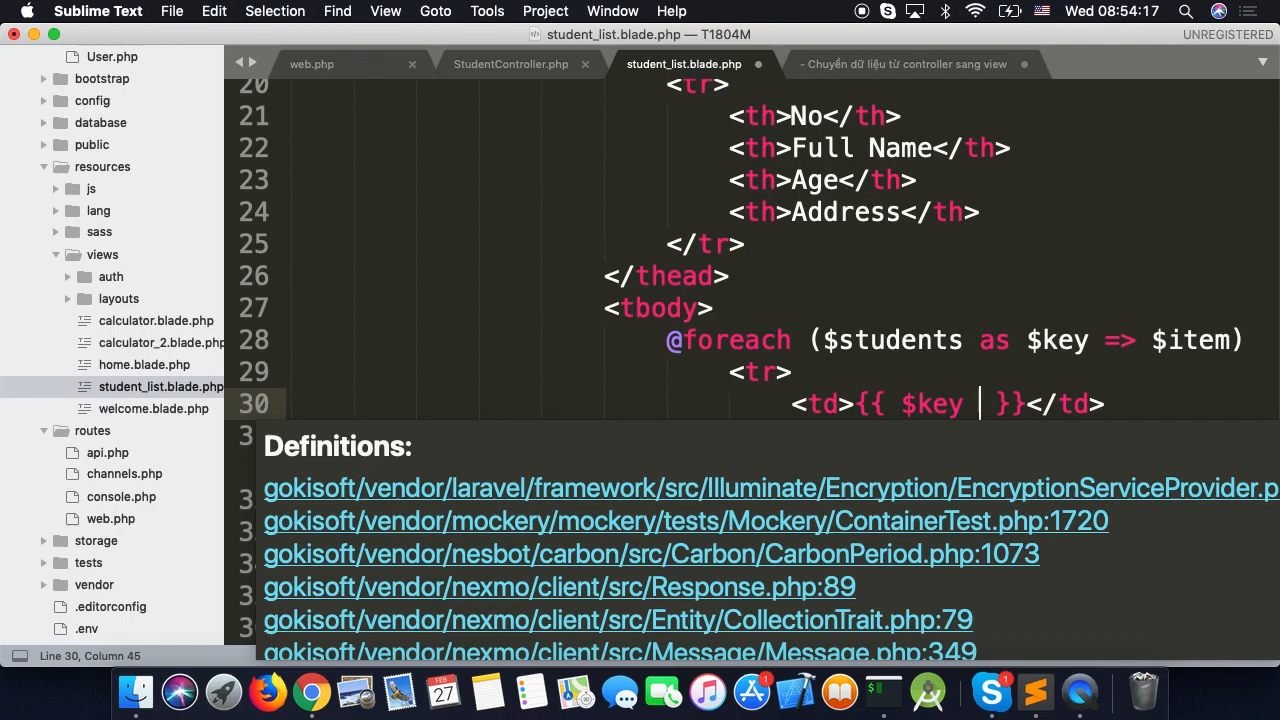 Sublime Text File Edit Selection Find View Goto Tools Project Window Help Wed 08:54:17
student_list.blade.php — T1804M UNREGISTERED
web.php StudentController.php student_list.blade.php - Chuyển dữ liệu từ controller sang view
User.php
bootstrap
config
database
public
resources
js
lang
sass
views
auth
layouts
calculator.blade.php
calculator_2.blade.php
home.blade.php
student_list.blade.php
welcome.blade.php
routes
api.php
channels.php
console.php
web.php
storage
tests
vendor
.editorconfig
.env
20 <tr>
21 <th>No</th>
22 <th>Full Name</th>
23 <th>Age</th>
24 <th>Address</th>
25 </tr>
26 </thead>
27 <tbody>
28 @foreach ($students as $key => $item)
29 <tr>
30 <td>{{ $key }}</td>
Definitions:
gokisoft/vendor/laravel/framework/src/Illuminate/Encryption/EncryptionServiceProvider.p
gokisoft/vendor/mockery/mockery/tests/Mockery/ContainerTest.php:1720
gokisoft/vendor/nesbot/carbon/src/Carbon/CarbonPeriod.php:1073
gokisoft/vendor/nexmo/client/src/Response.php:89
gokisoft/vendor/nexmo/client/src/Entity/CollectionTrait.php:79
gokisoft/vendor/nexmo/client/src/Message/Message.php:349
Line 30, Column 45
FEB
27
1
1